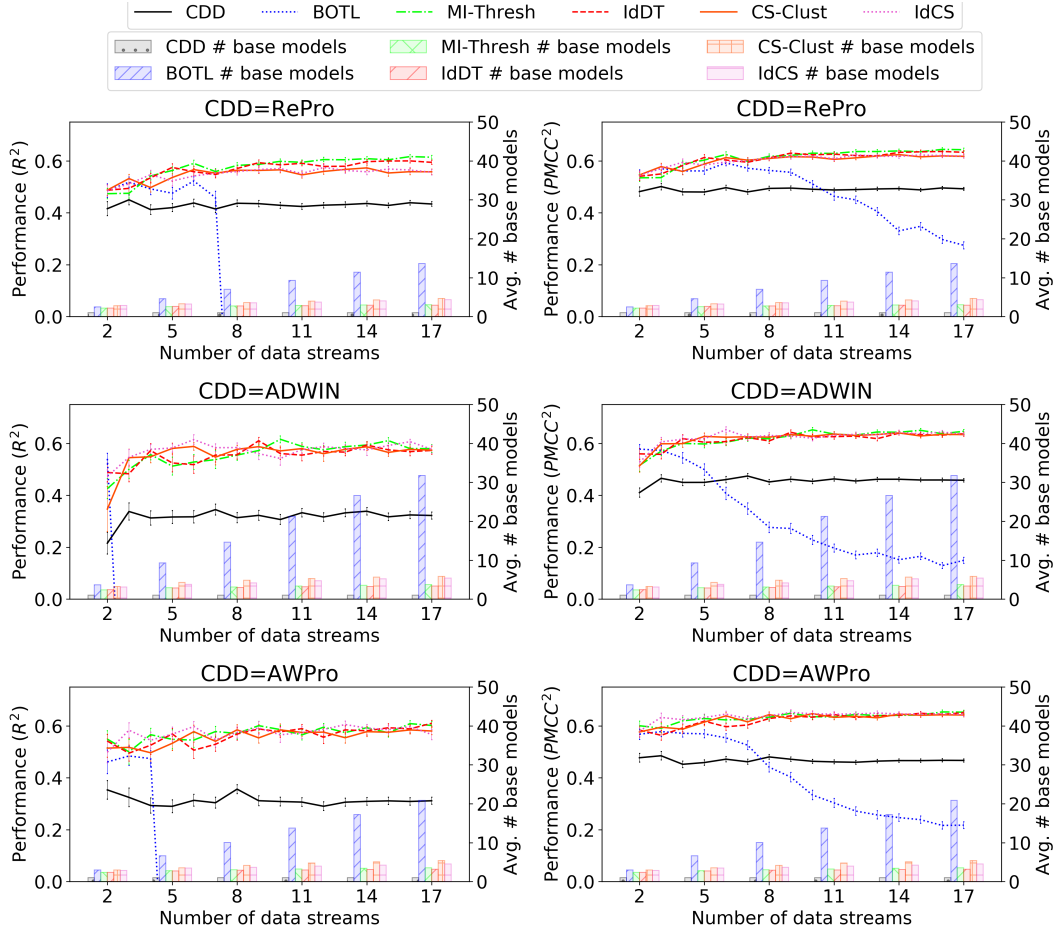 CDD BOTL MI-Thresh IdDT CS-Clust IdCS
CDD # base models MI-Thresh # base models CS-Clust # base models
BOTL # base models IdDT # base models IdCS # base models
CDD=RePro
Performance (R²)
0.6
0.4
0.2
0.0
2 5 8 11 14 17
Number of data streams
50
40
30
20
10
0
Avg. # base models
CDD=RePro
Performance (PMCC²)
0.6
0.4
0.2
0.0
2 5 8 11 14 17
Number of data streams
50
40
30
20
10
0
Avg. # base models
CDD=ADWIN
Performance (R²)
0.6
0.4
0.2
0.0
2 5 8 11 14 17
Number of data streams
50
40
30
20
10
0
Avg. # base models
CDD=ADWIN
Performance (PMCC²)
0.6
0.4
0.2
0.0
2 5 8 11 14 17
Number of data streams
50
40
30
20
10
0
Avg. # base models
CDD=AWPro
Performance (R²)
0.6
0.4
0.2
0.0
2 5 8 11 14 17
Number of data streams
50
40
30
20
10
0
Avg. # base models
CDD=AWPro
Performance (PMCC²)
0.6
0.4
0.2
0.0
2 5 8 11 14 17
Number of data streams
50
40
30
20
10
0
Avg. # base models